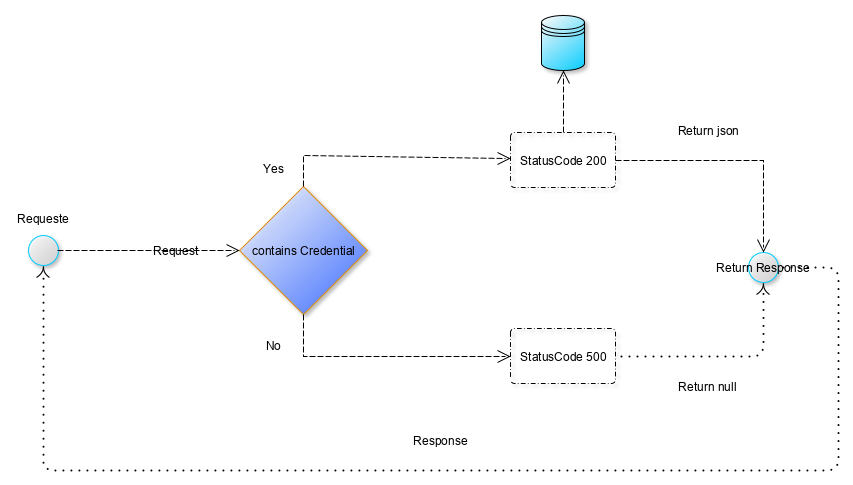 Return json
StatusCode 200
Yes
Requeste
Request
contains Credential
Return Response
No
StatusCode 500
Return null
Response